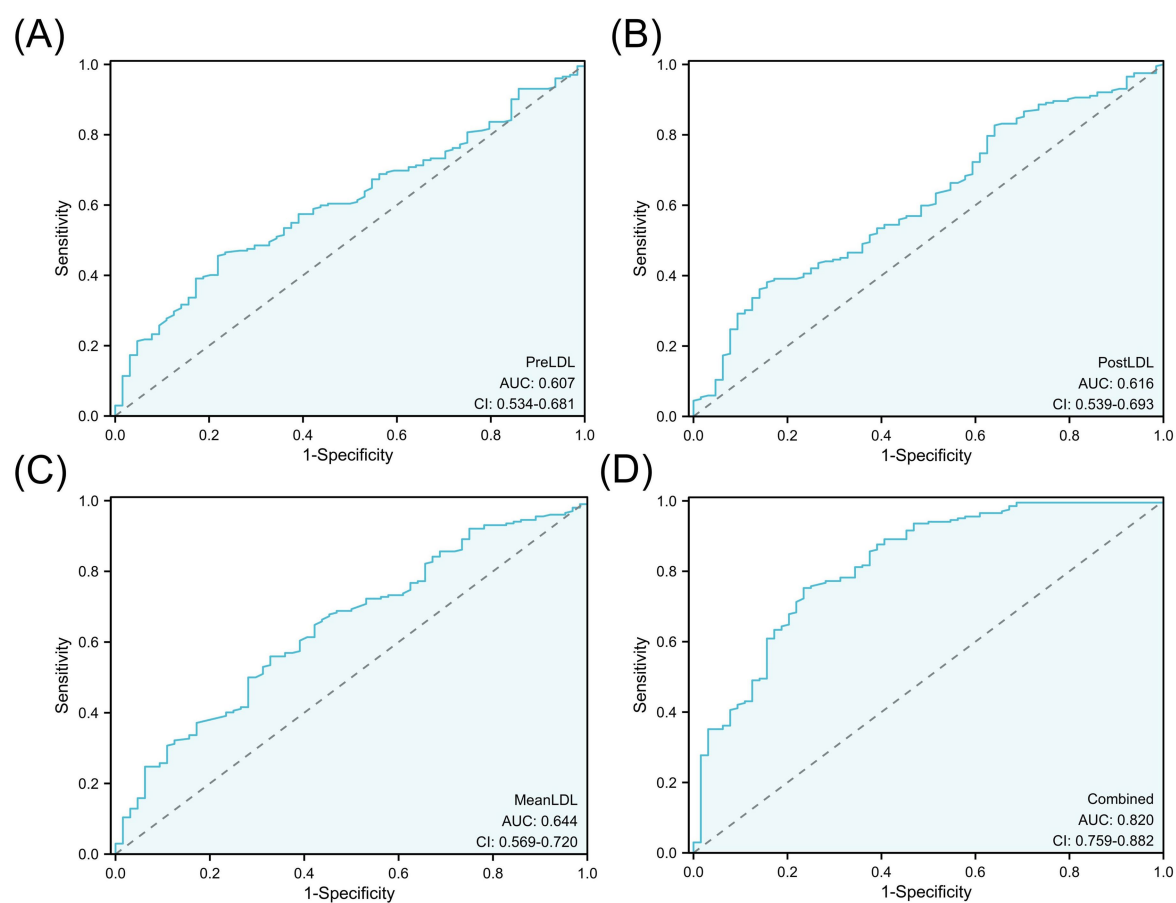 (A)
1.0
0.8
0.6
0.4
0.2
0.0
Sensitivity
PreLDL
AUC: 0.607
CI: 0.534-0.681
0.0 0.2 0.4 0.6 0.8 1.0
1-Specificity
(B)
1.0
0.8
0.6
0.4
0.2
0.0
Sensitivity
PostLDL
AUC: 0.616
CI: 0.539-0.693
0.0 0.2 0.4 0.6 0.8 1.0
1-Specificity
(C)
1.0
0.8
0.6
0.4
0.2
0.0
Sensitivity
MeanLDL
AUC: 0.644
CI: 0.569-0.720
0.0 0.2 0.4 0.6 0.8 1.0
1-Specificity
(D)
1.0
0.8
0.6
0.4
0.2
0.0
Sensitivity
Combined
AUC: 0.820
CI: 0.759-0.882
0.0 0.2 0.4 0.6 0.8 1.0
1-Specificity